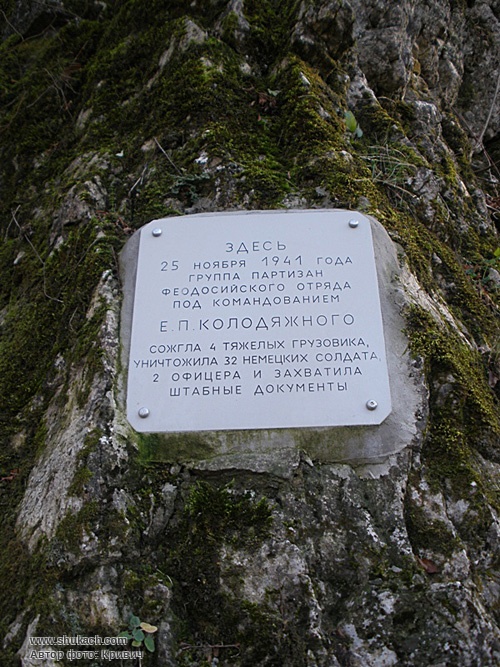 ЗДЕСЬ
25 НОЯБРЯ 1941 ГОДА
ГРУППА ПАРТИЗАН
ФЕОДОСИЙСКОГО ОТРЯДА
ПОД КОМАНДОВАНИЕМ
Е.П.КОЛОДЯЖНОГО
СОЖГЛА 4 ТЯЖЕЛЫХ ГРУЗОВИКА,
УНИЧТОЖИЛА 32 НЕМЕЦКИХ СОЛДАТА,
2 ОФИЦЕРА И ЗАХВАТИЛА
ШТАБНЫЕ ДОКУМЕНТЫ
www.shukach.com
Автор фото: Кривич